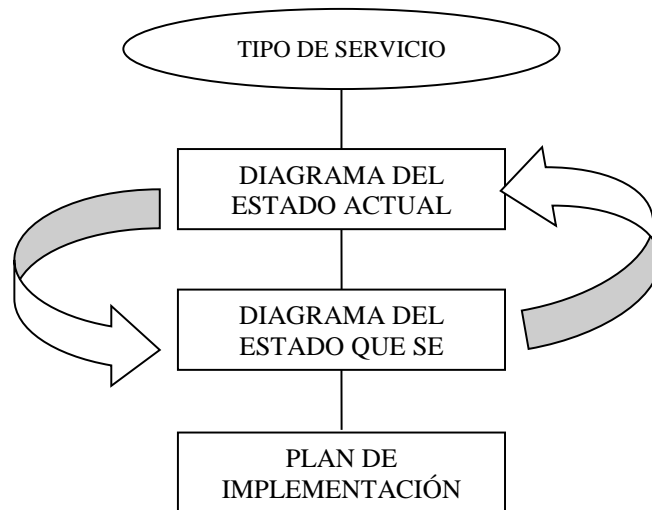 TIPO DE SERVICIO
DIAGRAMA DEL
ESTADO ACTUAL
DIAGRAMA DEL
ESTADO QUE SE
PLAN DE
IMPLEMENTACIÓN